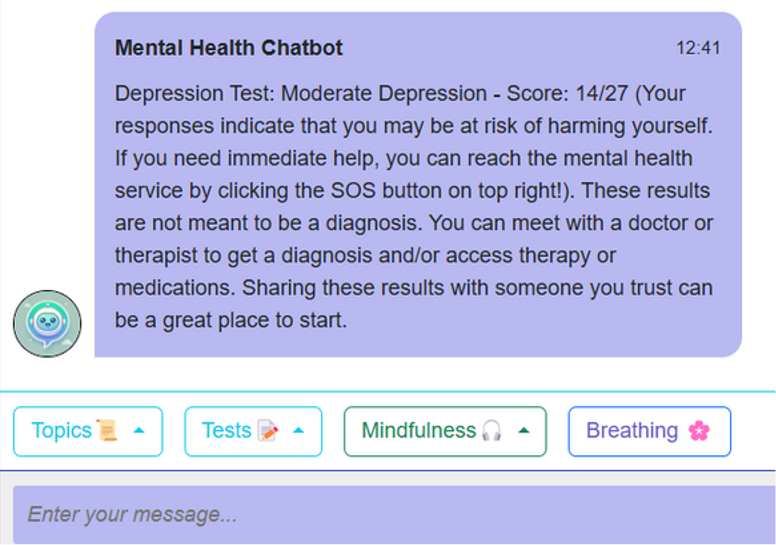 Mental Health Chatbot 12:41
Depression Test: Moderate Depression - Score: 14/27 (Your
responses indicate that you may be at risk of harming yourself.
If you need immediate help, you can reach the mental health
service by clicking the SOS button on top right!). These results
are not meant to be a diagnosis. You can meet with a doctor or
therapist to get a diagnosis and/or access therapy or
medications. Sharing these results with someone you trust can
be a great place to start.
Topics Tests Mindfulness Breathing
Enter your message...